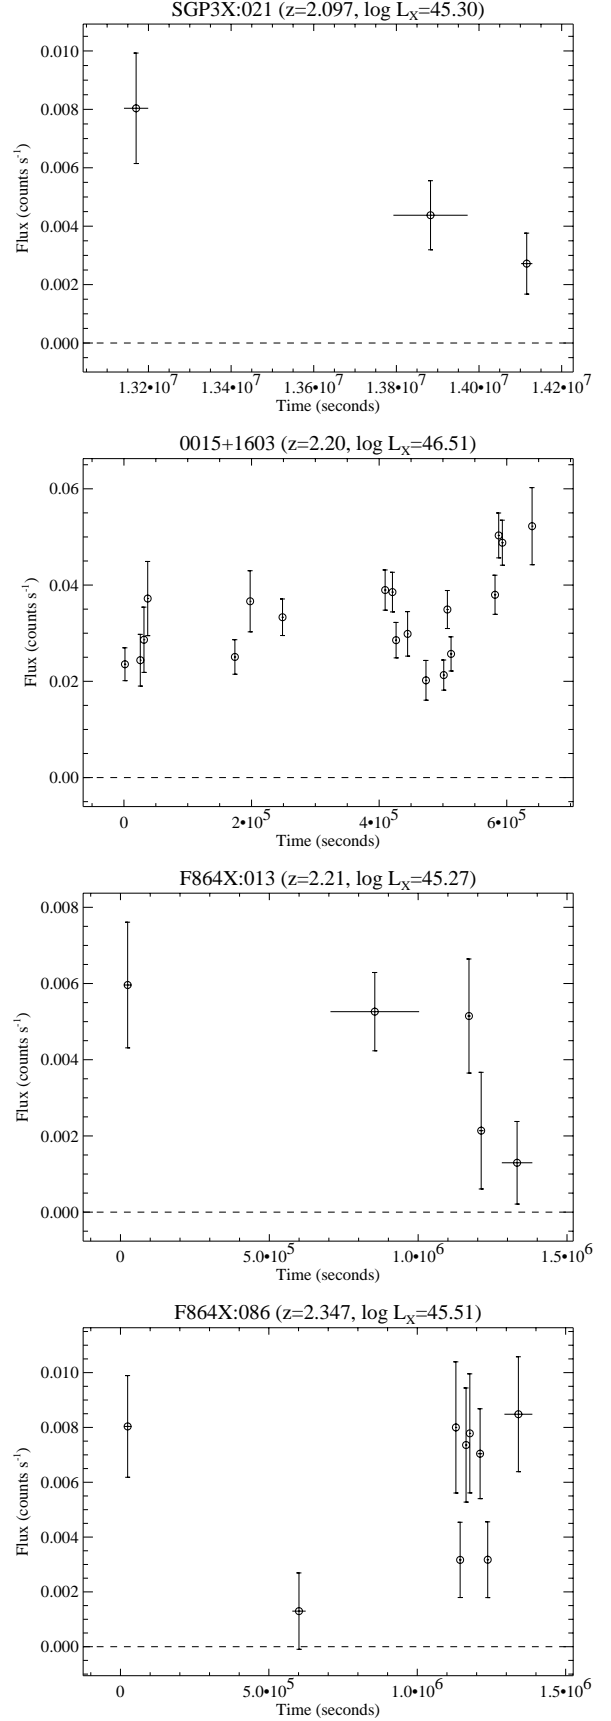 SGP3X:021 (z=2.097, log L_X=45.30)
0.010
0.008
0.006
0.004
0.002
0.000
Flux (counts s^-1)
1.32•10^7 1.34•10^7 1.36•10^7 1.38•10^7 1.40•10^7 1.42•10^7
Time (seconds)
0015+1603 (z=2.20, log L_X=46.51)
0.06
0.04
0.02
0.00
Flux (counts s^-1)
0 2•10^5 4•10^5 6•10^5
Time (seconds)
F864X:013 (z=2.21, log L_X=45.27)
0.008
0.006
0.004
0.002
0.000
Flux (counts s^-1)
0 5.0•10^5 1.0•10^6 1.5•10^6
Time (seconds)
F864X:086 (z=2.347, log L_X=45.51)
0.010
0.008
0.006
0.004
0.002
0.000
Flux (counts s^-1)
0 5.0•10^5 1.0•10^6 1.5•10^6
Time (seconds)